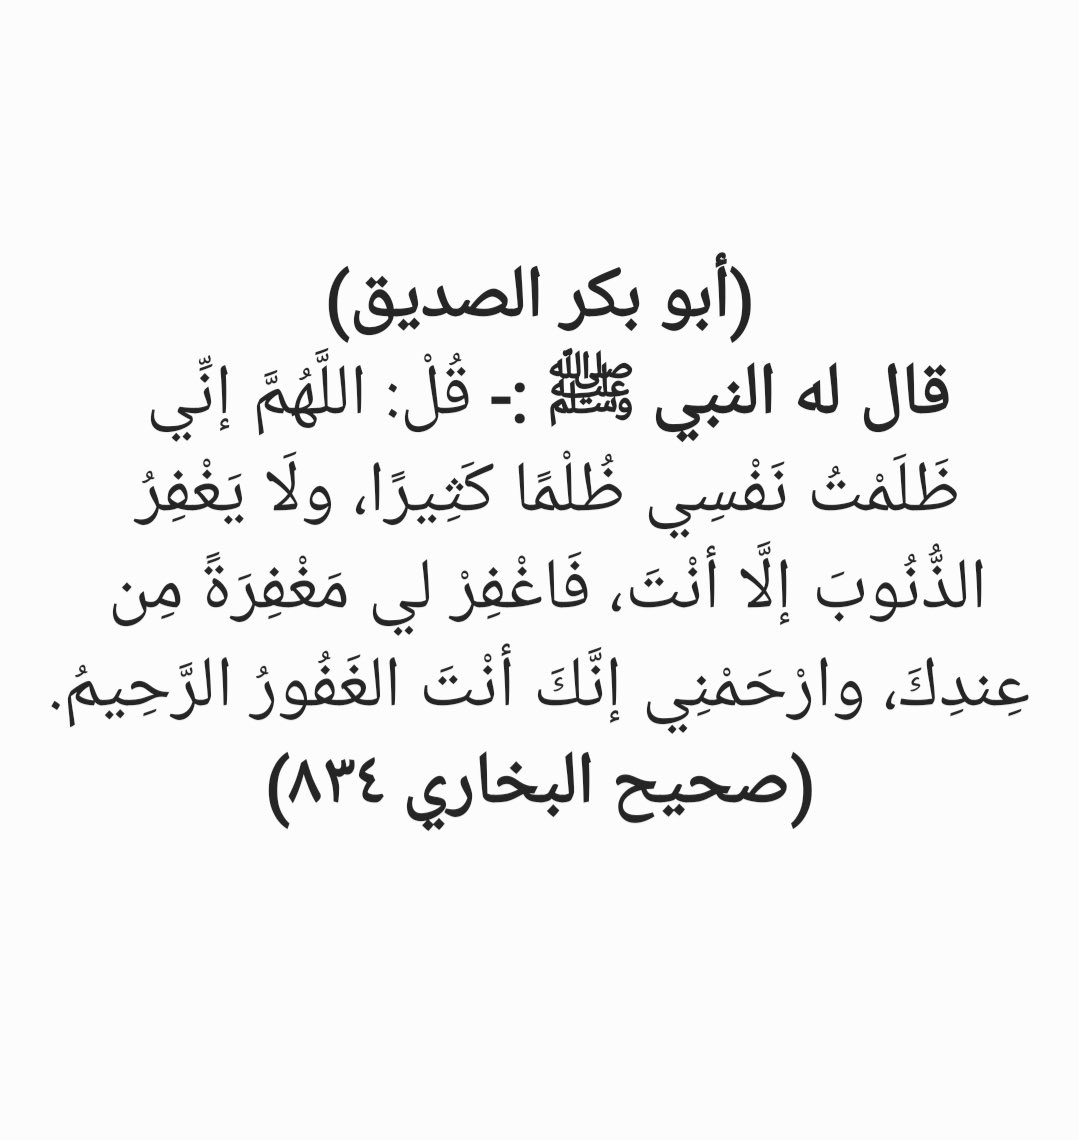 (أبو بكر الصديق)
قال له النبي ﷺ :- قُلْ: اللَّهُمَّ إنِّي
ظَلَمْتُ نَفْسِي ظُلْمًا كَثِيرًا، ولَا يَغْفِرُ
الذُّنُوبَ إلَّا أنْتَ، فَاغْفِرْ لي مَغْفِرَةً مِن
عِندِكَ، وارْحَمْنِي إنَّكَ أنْتَ الغَفُورُ الرَّحِيمُ.
(صحيح البخاري ٨٣٤)